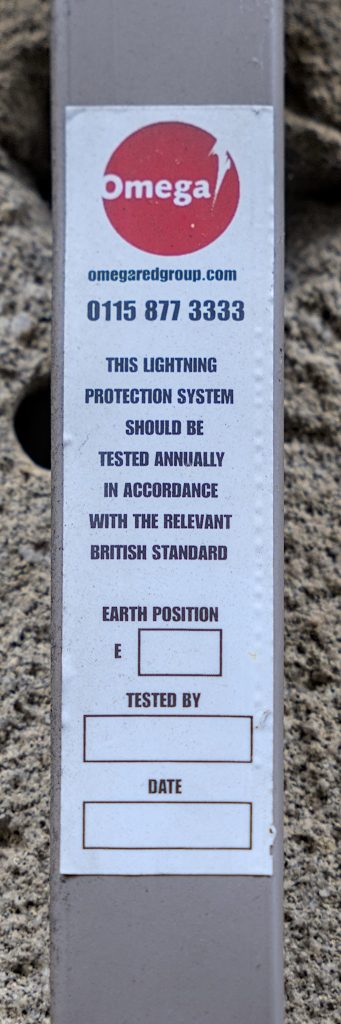 Omega
omegaredgroup.com
0115 877 3333
THIS LIGHTNING
PROTECTION SYSTEM
SHOULD BE
TESTED ANNUALLY
IN ACCORDANCE
WITH THE RELEVANT
BRITISH STANDARD
EARTH POSITION
E
TESTED BY
DATE